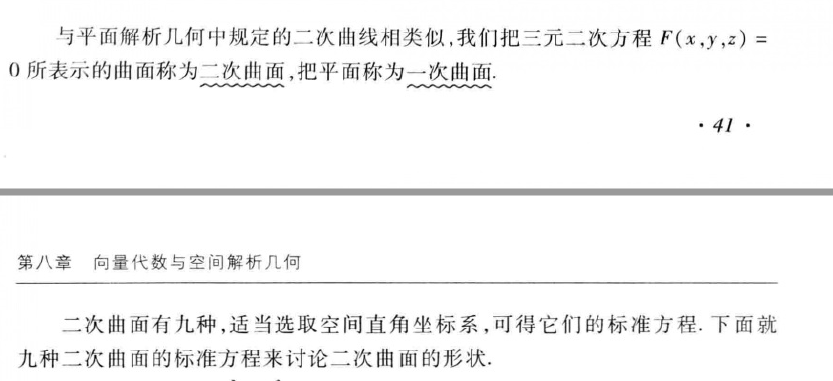 与平面解析几何中规定的二次曲线相类似,我们把三元二次方程 F(x,y,z) =
0 所表示的曲面称为二次曲面,把平面称为一次曲面.
· 41 ·
第八章 向量代数与空间解析几何
二次曲面有九种,适当选取空间直角坐标系,可得它们的标准方程. 下面就
九种二次曲面的标准方程来讨论二次曲面的形状.